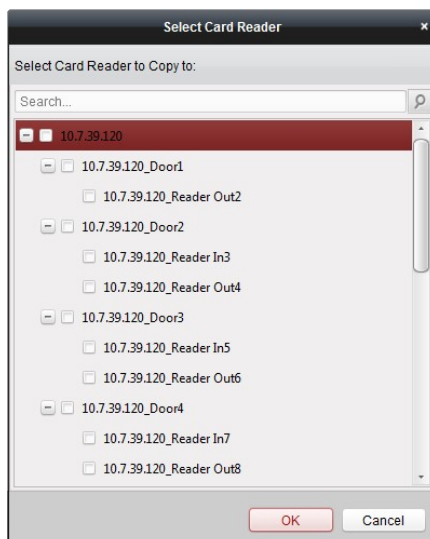 Select Card Reader ×
Select Card Reader to Copy to:
Search...
10.7.39.120
10.7.39.120_Door1
10.7.39.120_Reader Out2
10.7.39.120_Door2
10.7.39.120_Reader In3
10.7.39.120_Reader Out4
10.7.39.120_Door3
10.7.39.120_Reader In5
10.7.39.120_Reader Out6
10.7.39.120_Door4
10.7.39.120_Reader In7
10.7.39.120_Reader Out8
OK Cancel